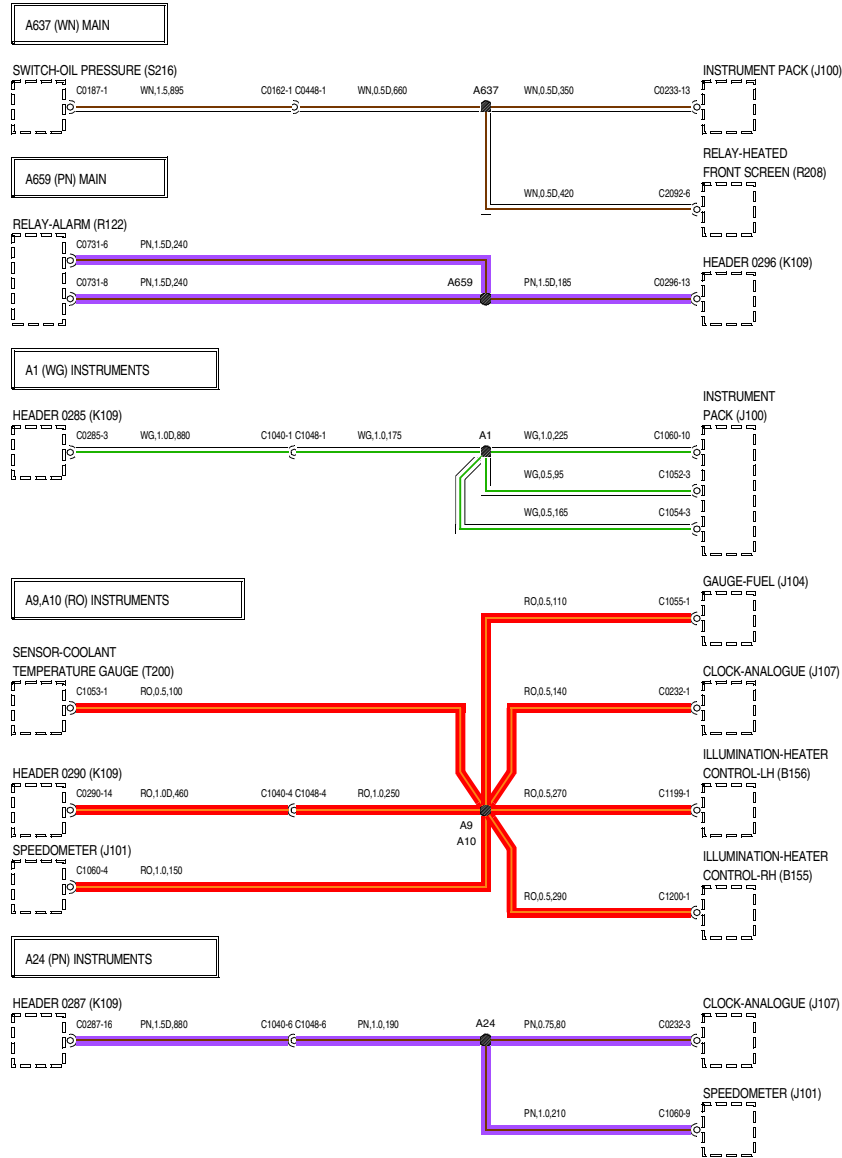 A637 (WN) MAIN
SWITCH-OIL PRESSURE (S216)
INSTRUMENT PACK (J100)
C0187-1 WN,1.5,895 C0162-1 C0448-1 WN,0.5D,660 A637 WN,0.5D,350 C0233-13
RELAY-HEATED
FRONT SCREEN (R208)
A659 (PN) MAIN
WN,0.5D,420 C2092-6
RELAY-ALARM (R122)
C0731-6 PN,1.5D,240
HEADER 0296 (K109)
C0731-8 PN,1.5D,240 A659 PN,1.5D,185 C0296-13
A1 (WG) INSTRUMENTS
INSTRUMENT
PACK (J100)
HEADER 0285 (K109)
C0285-3 WG,1.0D,880 C1040-1 C1048-1 WG,1.0,175 A1 WG,1.0,225 C1060-10
WG,0.5,95 C1052-3
WG,0.5,165 C1054-3
GAUGE-FUEL (J104)
A9,A10 (RO) INSTRUMENTS
RO,0.5,110 C1055-1
SENSOR-COOLANT
TEMPERATURE GAUGE (T200)
CLOCK-ANALOGUE (J107)
C1053-1 RO,0.5,100 RO,0.5,140 C0232-1
ILLUMINATION-HEATER
CONTROL-LH (B156)
HEADER 0290 (K109)
C0290-14 RO,1.0D,460 C1040-4 C1048-4 RO,1.0,250 RO,0.5,270 C1199-1
A9
A10
SPEEDOMETER (J101)
C1060-4 RO,1.0,150
ILLUMINATION-HEATER
CONTROL-RH (B155)
RO,0.5,290 C1200-1
A24 (PN) INSTRUMENTS
HEADER 0287 (K109)
CLOCK-ANALOGUE (J107)
C0287-16 PN,1.5D,880 C1040-6 C1048-6 PN,1.0,190 A24 PN,0.75,80 C0232-3
SPEEDOMETER (J101)
PN,1.0,210 C1060-9